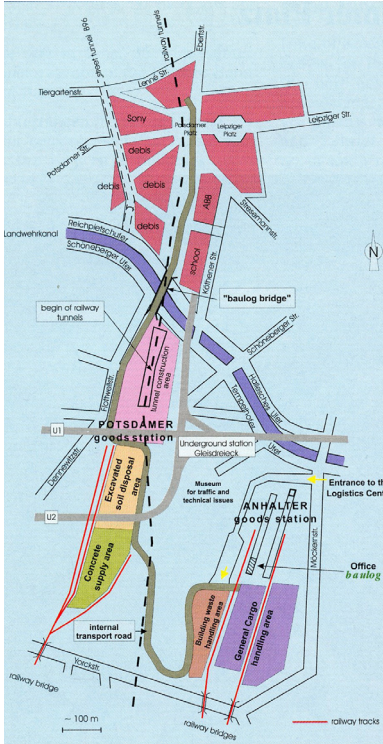 Street tunnel B96
railway tunnels
Ebertstr.
Lenné Str.
Tiergartenstr.
Sony
Potsdamer
Platz
Leipziger
Platz
Leipziger Str.
Potsdamer Str.
debis
debis
debis
debis
ABB
Stresemannstr.
Reichpietschufer
Landwehrkanal
Schöneberger Ufer
school
Köthener Str.
N
"baulog bridge"
begin of railway
tunnels
Schöneberger Str.
tunnel construction
area
Hallesches Ufer
Tempelhofer
Ufer
Flottwellstr.
POTSDAMER
goods station
U1
Underground station
Gleisdreieck
Dennewitzstr.
Excavated
soil disposal
area
Museum
for traffic and
technical issues
Entrance to the
Logistics Cent
ANHALTER
goods station
U2
Möckernstr.
Concrete
supply area
Office
baulog
internal
transport road
Building waste
handling area
General Cargo
handling area
Yorckstr.
railway bridge
railway bridges
~ 100 m
railway tracks